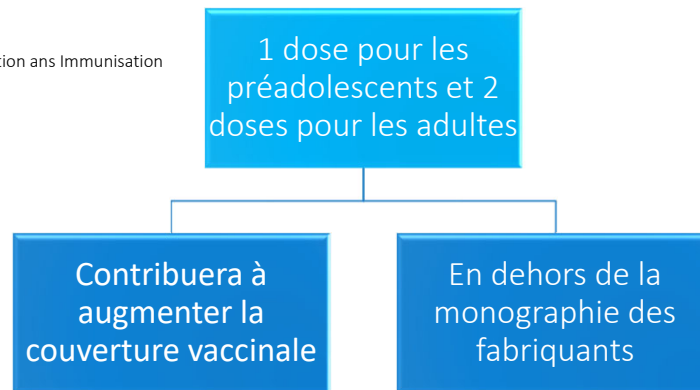 1 dose pour les
préadolescents et 2
doses pour les adultes
tion ans Immunisation
Contribuera à
augmenter la
couverture vaccinale
En dehors de la
monographie des
fabriquants